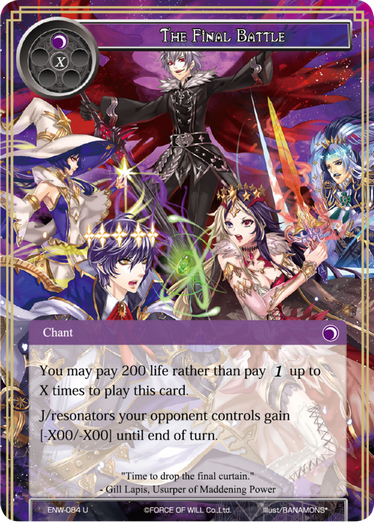 The Final Battle
X
Chant
You may pay 200 life rather than pay 1 up to
X times to play this card.
J/resonators your opponent controls gain
[-X00/-X00] until end of turn.
"Time to drop the final curtain."
- Gill Lapis, Usurper of Maddening Power
ENW-084 U ©FORCE OF WILL Co.,Ltd. Illust/BANAMONS*